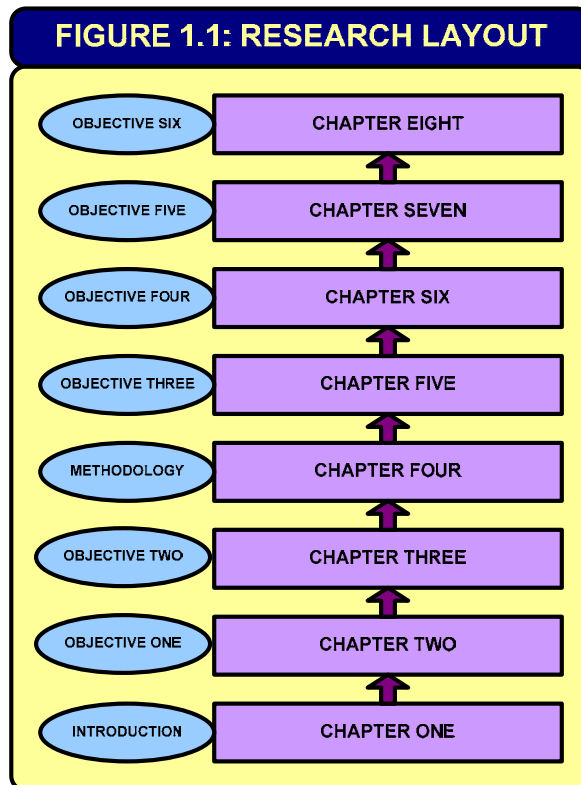 FIGURE 1.1: RESEARCH LAYOUT
OBJECTIVE SIX
CHAPTER EIGHT
OBJECTIVE FIVE
CHAPTER SEVEN
OBJECTIVE FOUR
CHAPTER SIX
OBJECTIVE THREE
CHAPTER FIVE
METHODOLOGY
CHAPTER FOUR
OBJECTIVE TWO
CHAPTER THREE
OBJECTIVE ONE
CHAPTER TWO
INTRODUCTION
CHAPTER ONE